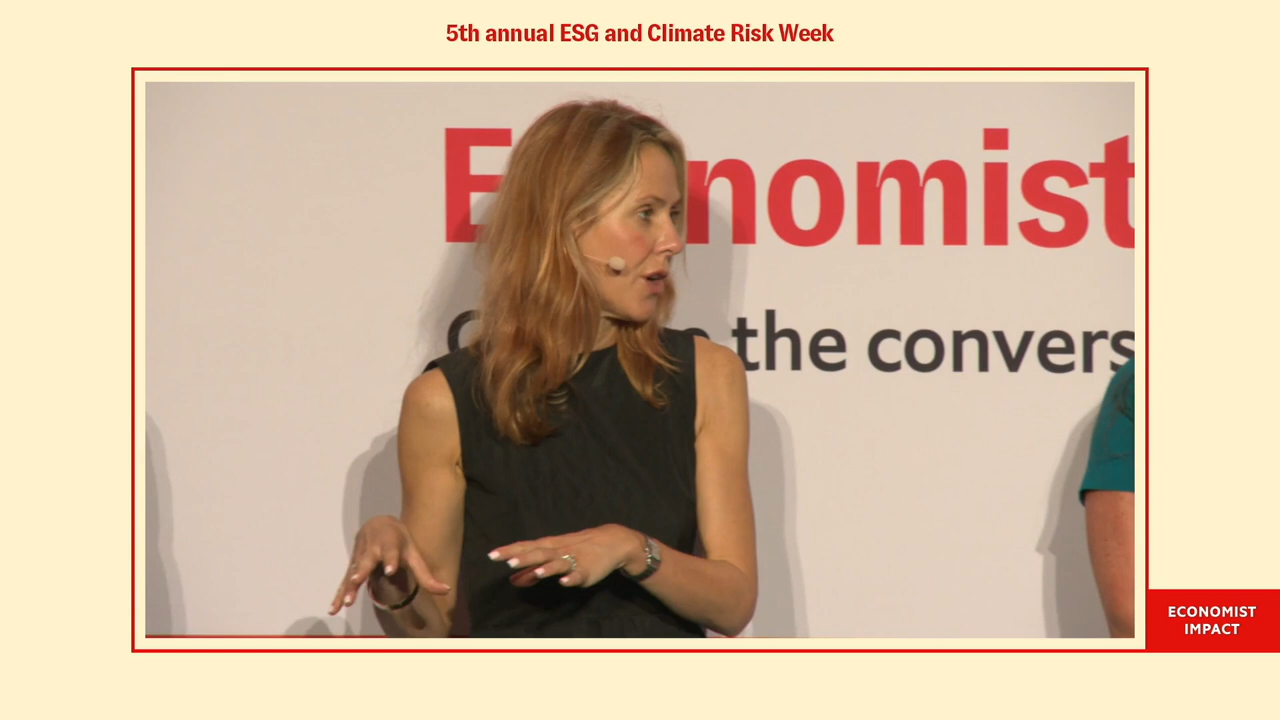 5th annual ESG and Climate Risk Week
E nomist
the convers
ECONOMIST
IMPACT